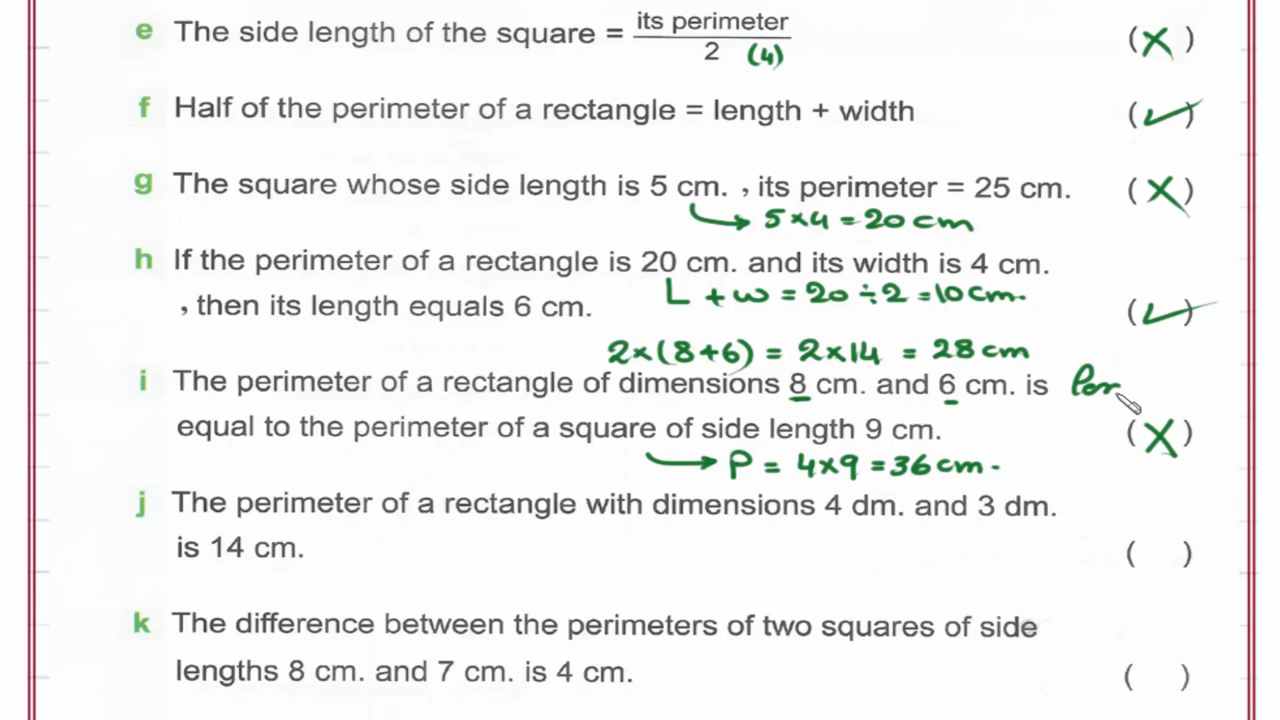 e The side length of the square = its perimeter / 2 (4) (X)
f Half of the perimeter of a rectangle = length + width (✓)
g The square whose side length is 5 cm. , its perimeter = 25 cm. (X)
5×4 = 20 cm
h If the perimeter of a rectangle is 20 cm. and its width is 4 cm.
L + w = 20 ÷ 2 = 10 cm.
, then its length equals 6 cm. (✓)
2×(8+6) = 2×14 = 28 cm
i The perimeter of a rectangle of dimensions 8 cm. and 6 cm. is
equal to the perimeter of a square of side length 9 cm. (X)
P = 4×9 = 36 cm.
j The perimeter of a rectangle with dimensions 4 dm. and 3 dm.
is 14 cm. ( )
k The difference between the perimeters of two squares of side
lengths 8 cm. and 7 cm. is 4 cm. ( )